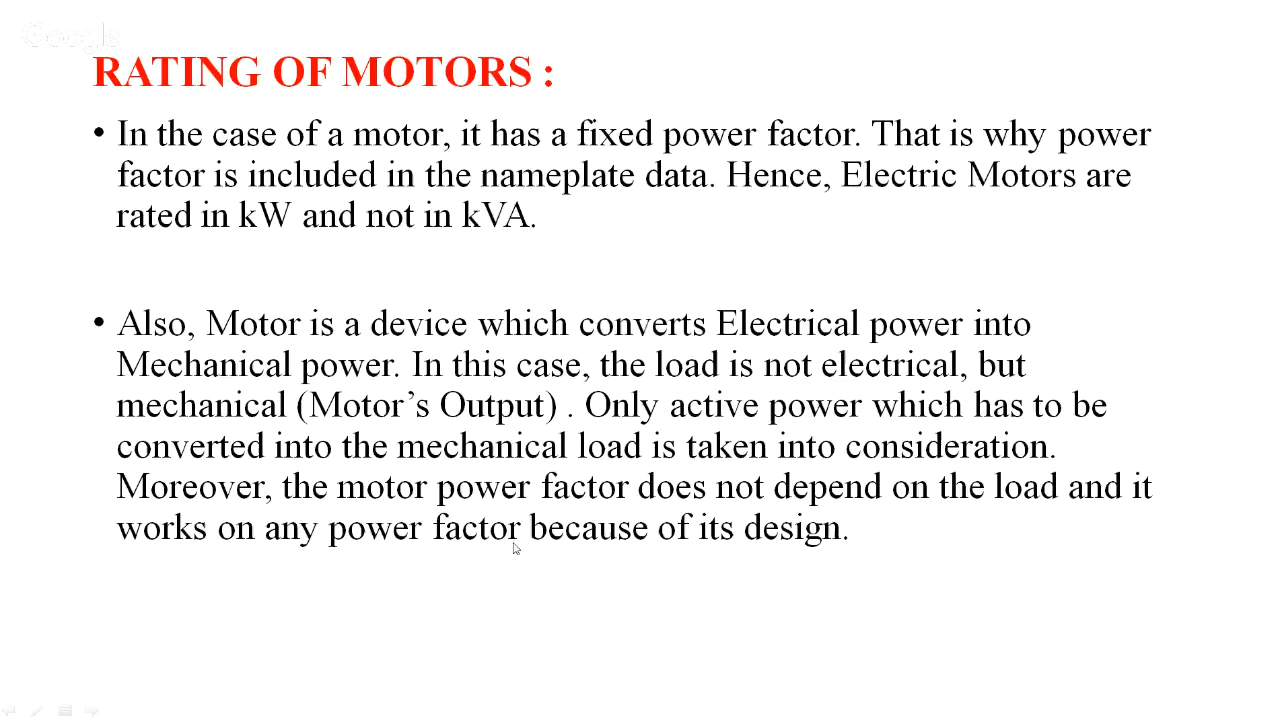 Google
RATING OF MOTORS :
• In the case of a motor, it has a fixed power factor. That is why power
factor is included in the nameplate data. Hence, Electric Motors are
rated in kW and not in kVA.
• Also, Motor is a device which converts Electrical power into
Mechanical power. In this case, the load is not electrical, but
mechanical (Motor’s Output) . Only active power which has to be
converted into the mechanical load is taken into consideration.
Moreover, the motor power factor does not depend on the load and it
works on any power factor because of its design.